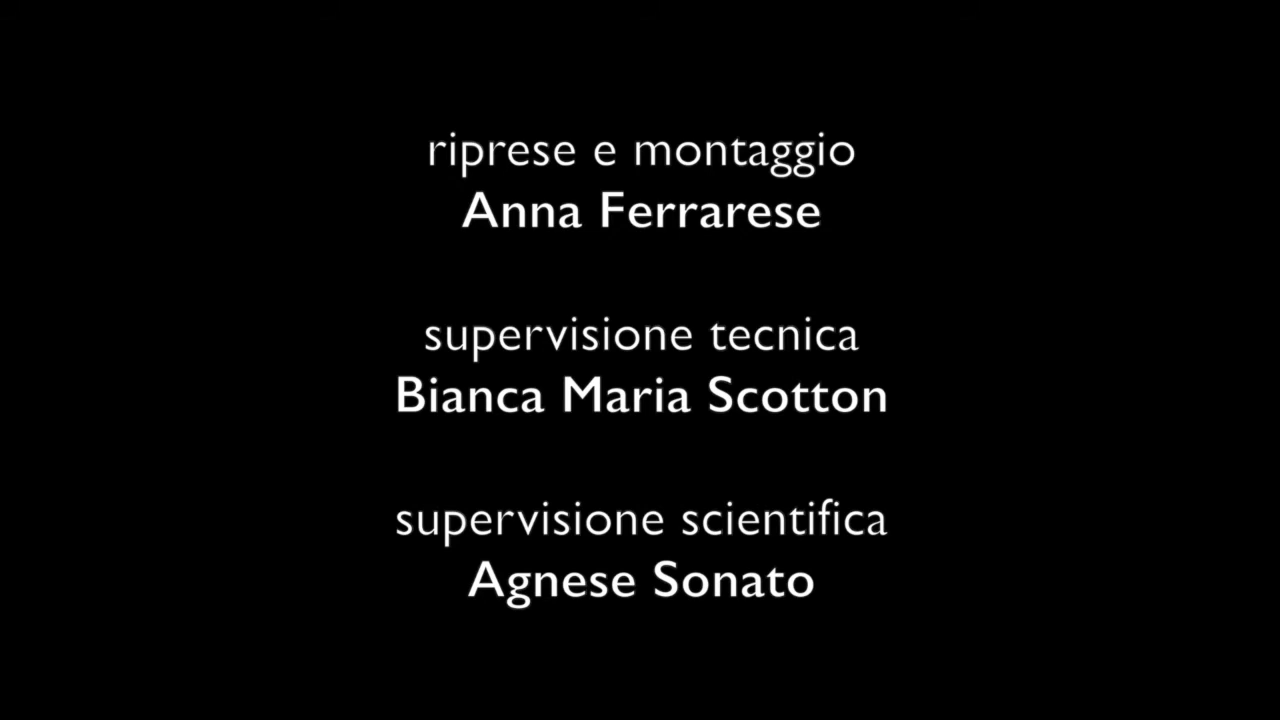 riprese e montaggio
Anna Ferrarese
supervisione tecnica
Bianca Maria Scotton
supervisione scientifica
Agnese Sonato